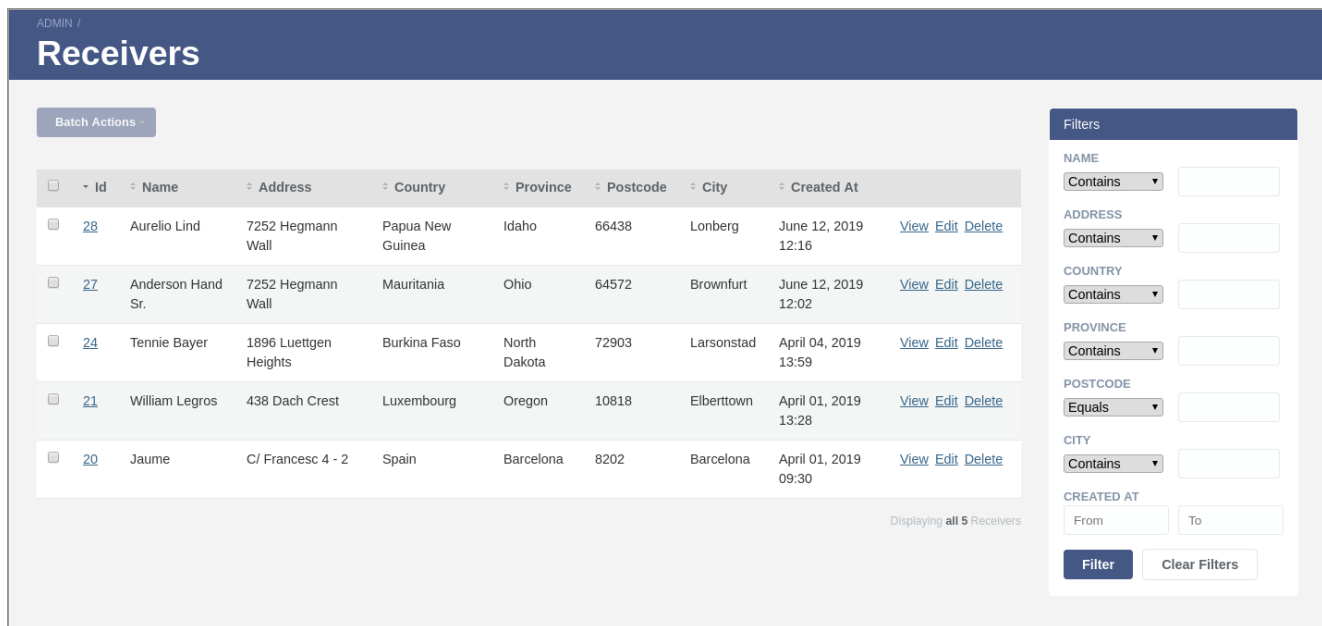 ADMIN /
Receivers
Batch Actions
Id Name Address Country Province Postcode City Created At
28 Aurelio Lind 7252 Hegmann Wall Papua New Guinea Idaho 66438 Lonberg June 12, 2019 12:16 View Edit Delete
27 Anderson Hand Sr. 7252 Hegmann Wall Mauritania Ohio 64572 Brownfurt June 12, 2019 12:02 View Edit Delete
24 Tennie Bayer 1896 Luettgen Heights Burkina Faso North Dakota 72903 Larsonstad April 04, 2019 13:59 View Edit Delete
21 William Legros 438 Dach Crest Luxembourg Oregon 10818 Elberttown April 01, 2019 13:28 View Edit Delete
20 Jaume C/ Francesc 4 - 2 Spain Barcelona 8202 Barcelona April 01, 2019 09:30 View Edit Delete
Displaying all 5 Receivers
Filters
NAME
Contains
ADDRESS
Contains
COUNTRY
Contains
PROVINCE
Contains
POSTCODE
Equals
CITY
Contains
CREATED AT
From To
Filter Clear Filters